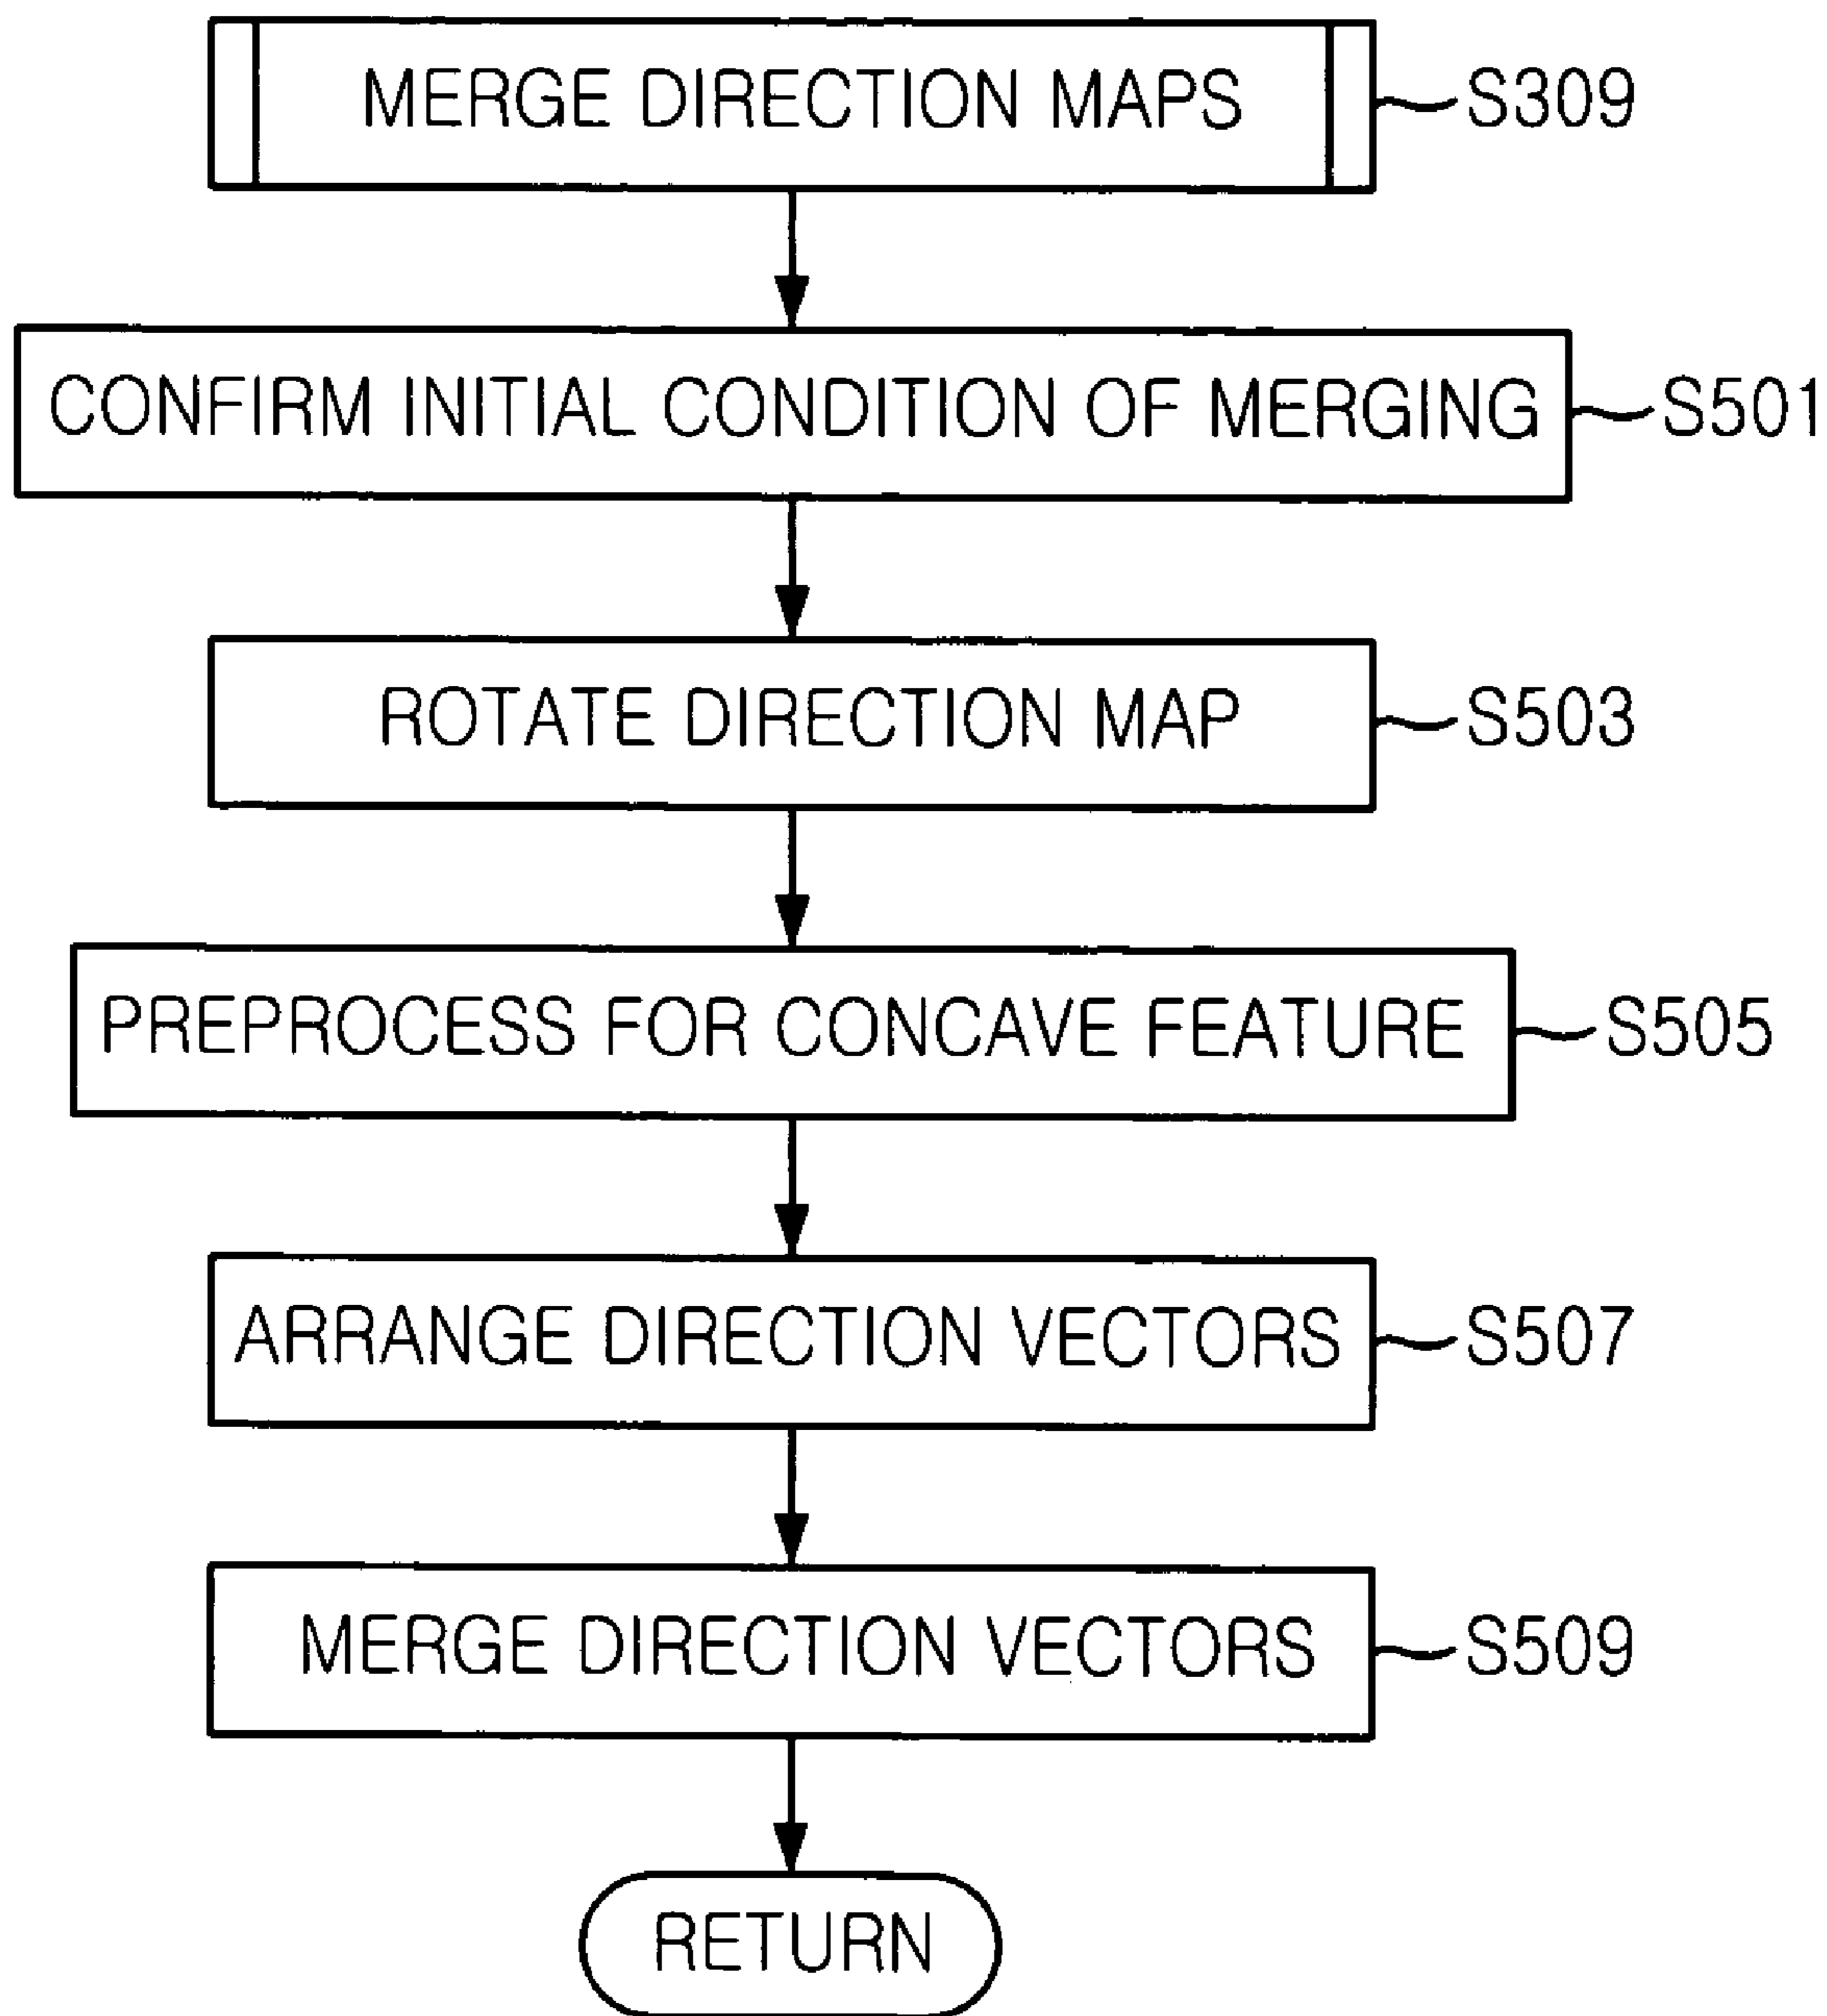 MERGE DIRECTION MAPS S309
CONFIRM INITIAL CONDITION OF MERGING S501
ROTATE DIRECTION MAP S503
PREPROCESS FOR CONCAVE FEATURE S505
ARRANGE DIRECTION VECTORS S507
MERGE DIRECTION VECTORS S509
RETURN